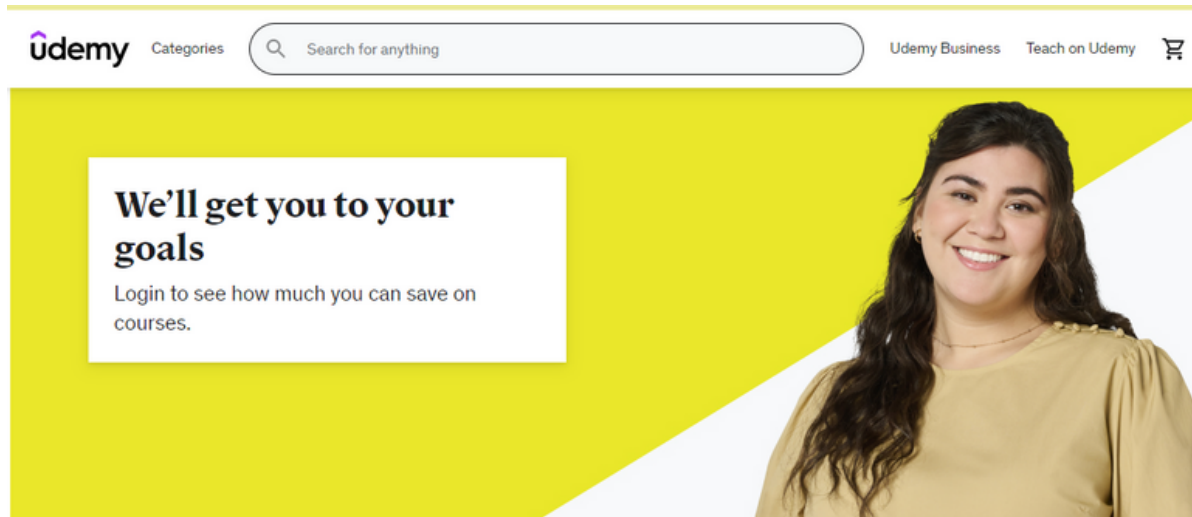 ûdemy Categories Search for anything Udemy Business Teach on Udemy
We’ll get you to your
goals
Login to see how much you can save on
courses.